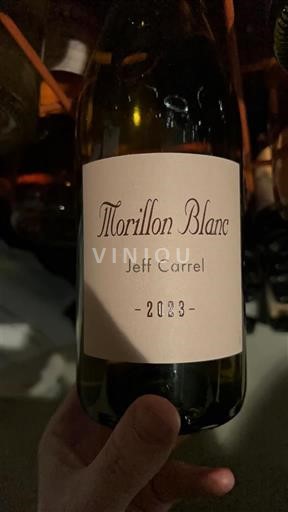 Morillon Blanc
VINIOU
Jeff Carrel
-2023-